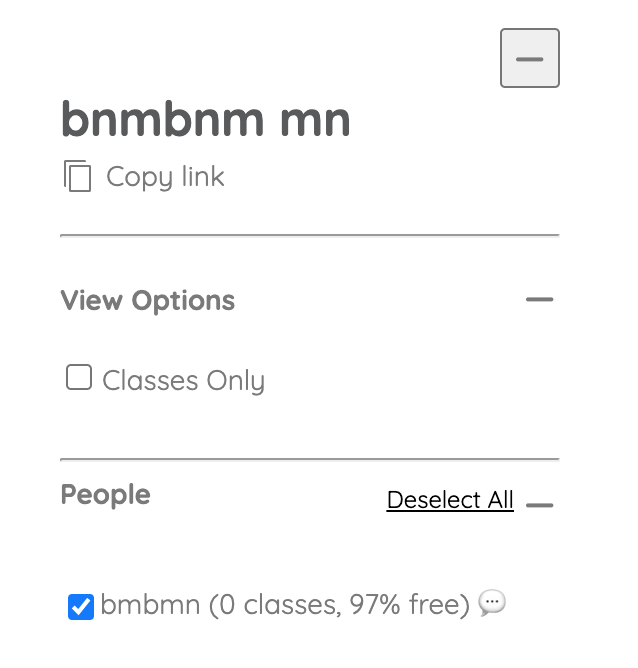 bnmbnm mn
Copy link
View Options
Classes Only
People
Deselect All
bmbmn (0 classes, 97% free) 💬